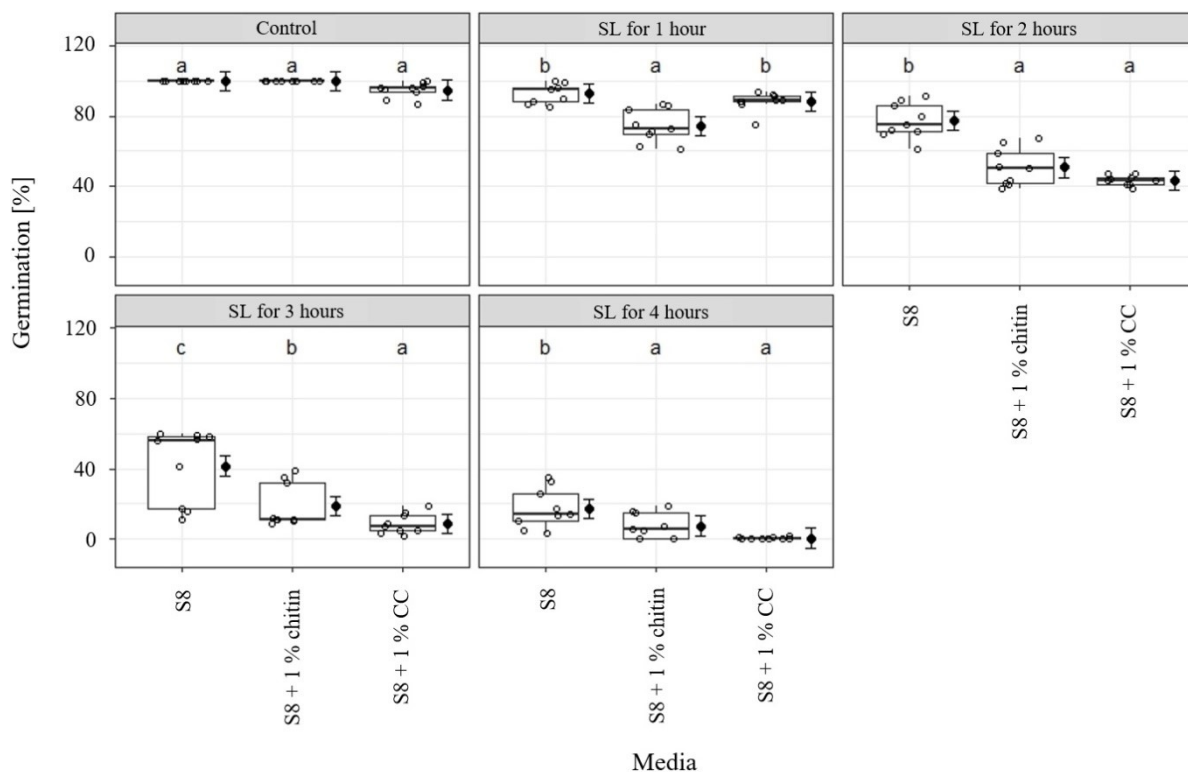 Control
SL for 1 hour
SL for 2 hours
120
80
40
0
a a a
b a b
b a a
Germination [%]
S8
S8 + 1 % chitin
S8 + 1 % CC
SL for 3 hours
SL for 4 hours
120
80
40
0
c b a
b a a
S8
S8 + 1 % chitin
S8 + 1 % CC
S8
S8 + 1 % chitin
S8 + 1 % CC
Media